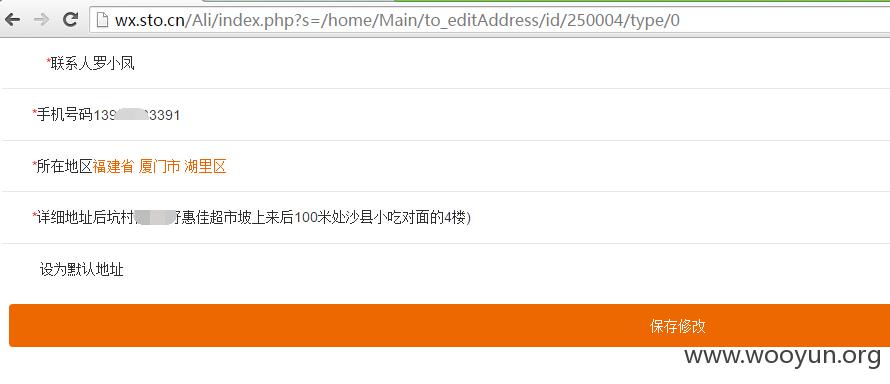 wx.sto.cn/Ali/index.php?s=/home/Main/to_editAddress/id/250004/type/0
*联系人罗小凤
*手机号码139 3391
*所在地区福建省 厦门市 湖里区
*详细地址后坑村 惠佳超市坡上来后100米处沙县小吃对面的4楼)
设为默认地址
保存修改
www.wooyun.org